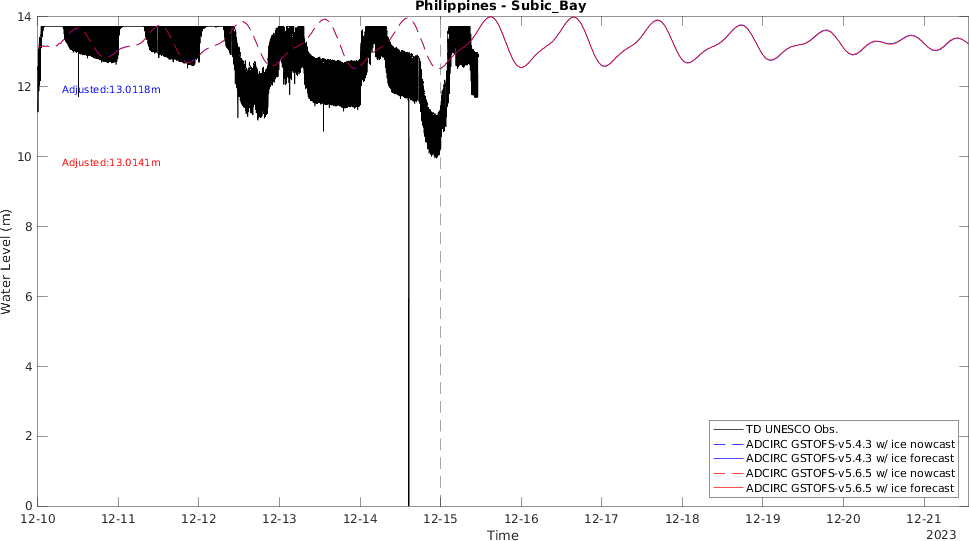 Philippines - Subic_Bay
14
12
10
8
6
4
2
0
Water Level (m)
Adjusted:13.0118m
Adjusted:13.0141m
TD UNESCO Obs.
ADCIRC GSTOFS-v5.4.3 w/ ice nowcast
ADCIRC GSTOFS-v5.4.3 w/ ice forecast
ADCIRC GSTOFS-v5.6.5 w/ ice nowcast
ADCIRC GSTOFS-v5.6.5 w/ ice forecast
12-10 12-11 12-12 12-13 12-14 12-15 12-16 12-17 12-18 12-19 12-20 12-21
Time
2023